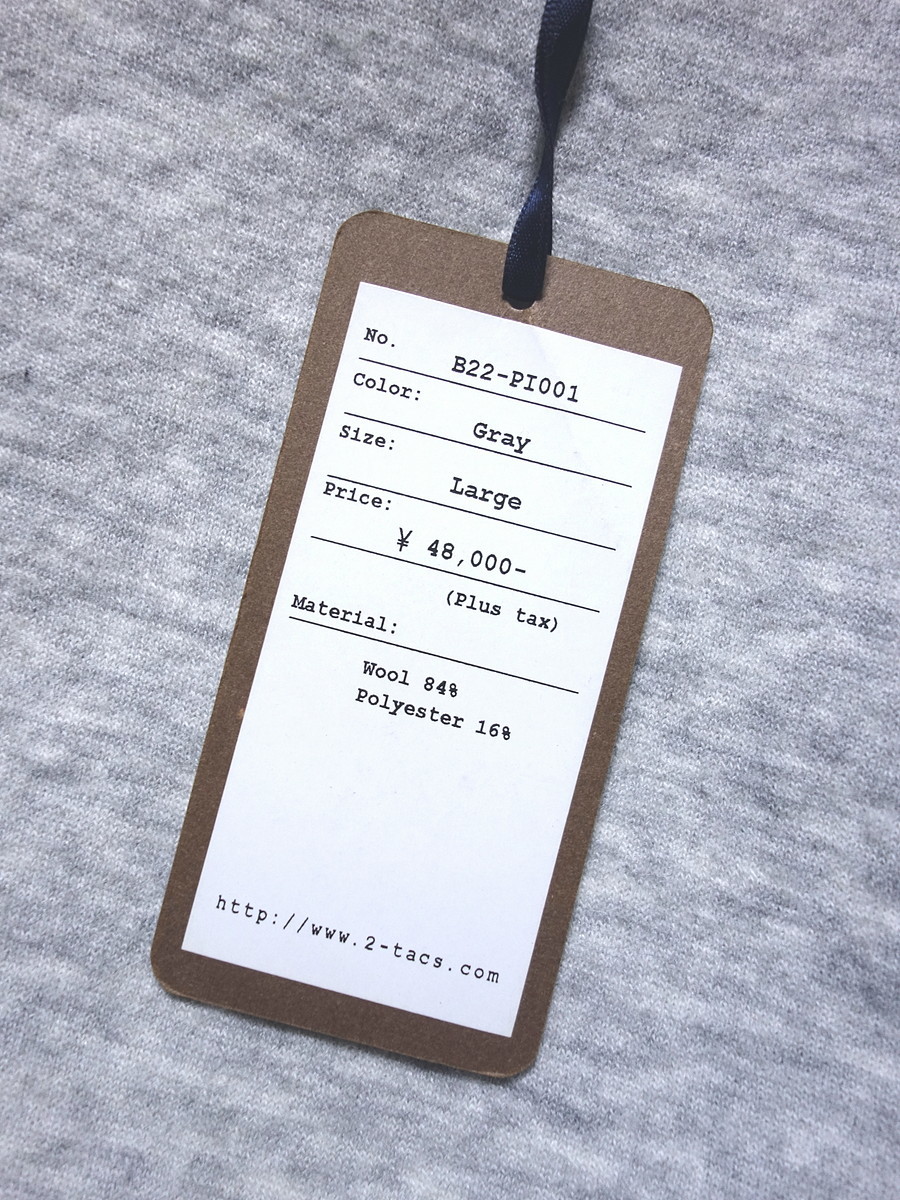 No.
B22-PI001
Color:
Gray
Size:
Large
Price:
¥ 48,000-
(Plus tax)
Material:
Wool 84%
Polyester 16%
http://www.2-tacs.com